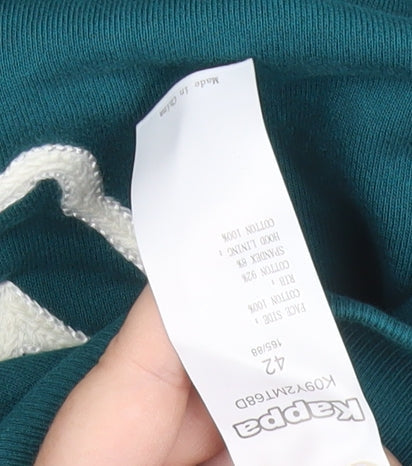 Kappa
K09Y2MT68D
42
165/88
FACE SIDE :
COTTON 100%
RIB :
COTTON 92%
SPANDEX 8%
HOOD LINING :
COTTON 100%
Made in China